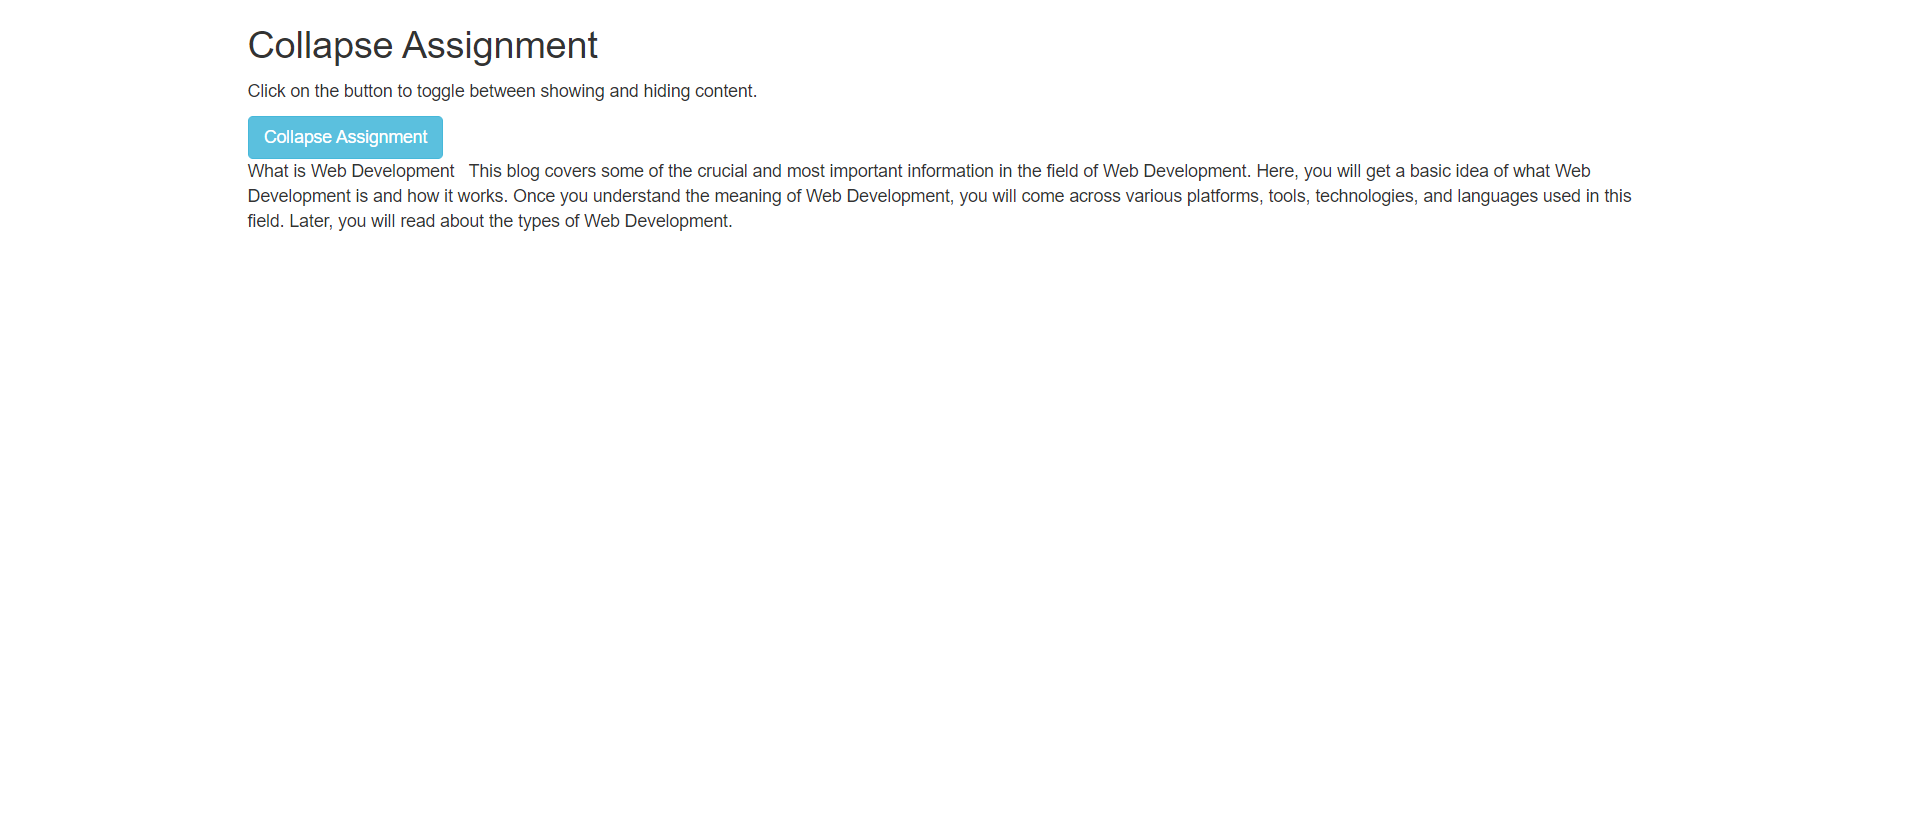 Collapse Assignment
Click on the button to toggle between showing and hiding content.
Collapse Assignment
What is Web Development   This blog covers some of the crucial and most important information in the field of Web Development. Here, you will get a basic idea of what Web
Development is and how it works. Once you understand the meaning of Web Development, you will come across various platforms, tools, technologies, and languages used in this
field. Later, you will read about the types of Web Development.